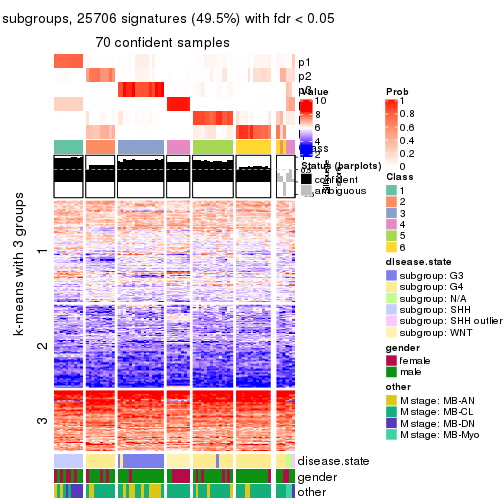 subgroups, 25706 signatures (49.5%) with fdr < 0.05
70 confident samples
p1
p2
Value
10
8
6
4
2
Prob
1
0.8
0.6
0.4
0.2
0
Status (barplots)
confident
ambiguous
Class
1
2
3
4
5
6
k-means with 3 groups
1
2
3
disease.state
subgroup: G3
subgroup: G4
subgroup: N/A
subgroup: SHH
subgroup: SHH outlier
subgroup: WNT
gender
female
male
other
M stage: MB-AN
M stage: MB-CL
M stage: MB-DN
M stage: MB-Myo
disease.state
gender
other